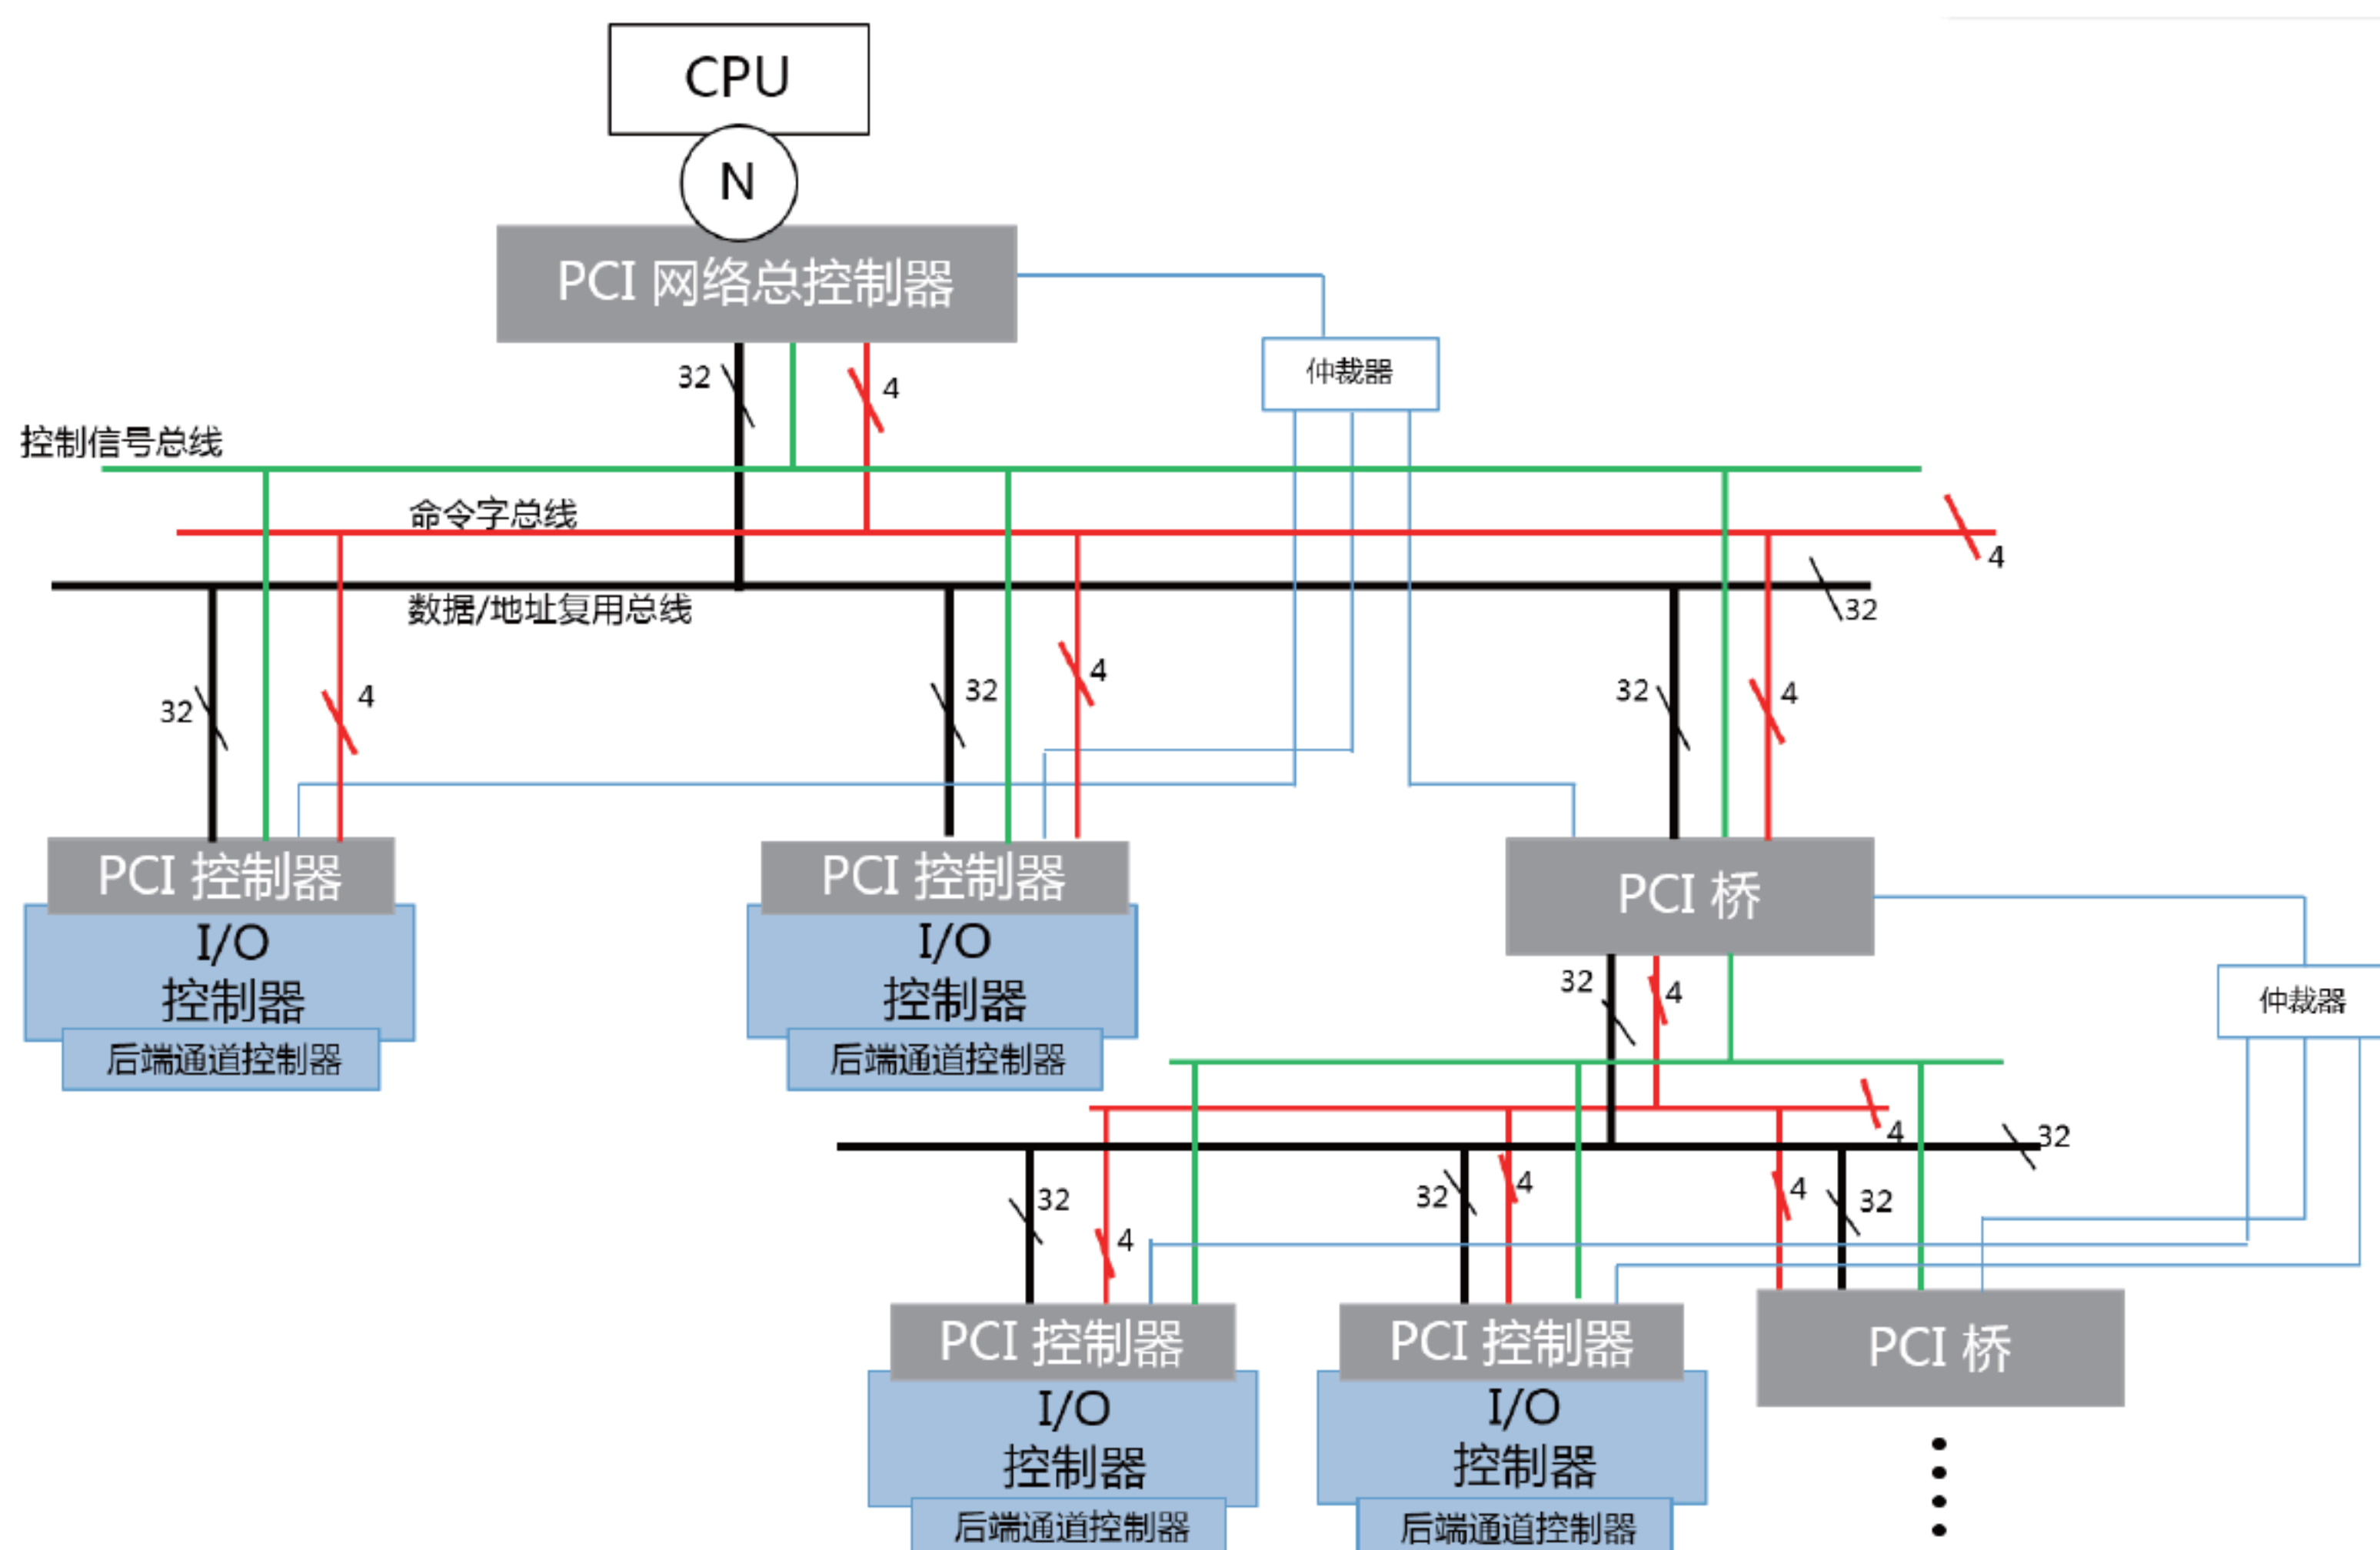 CPU
N
PCI 网络总控制器
32
4
仲裁器
控制信号总线
命令字总线
4
数据/地址复用总线
32
32
4
32
4
32
4
PCI 控制器
I/O
控制器
后端通道控制器
PCI 控制器
I/O
控制器
后端通道控制器
PCI 桥
32
4
仲裁器
4
32
32
4
32
4
4
32
PCI 控制器
I/O
控制器
后端通道控制器
PCI 控制器
I/O
控制器
后端通道控制器
PCI 桥